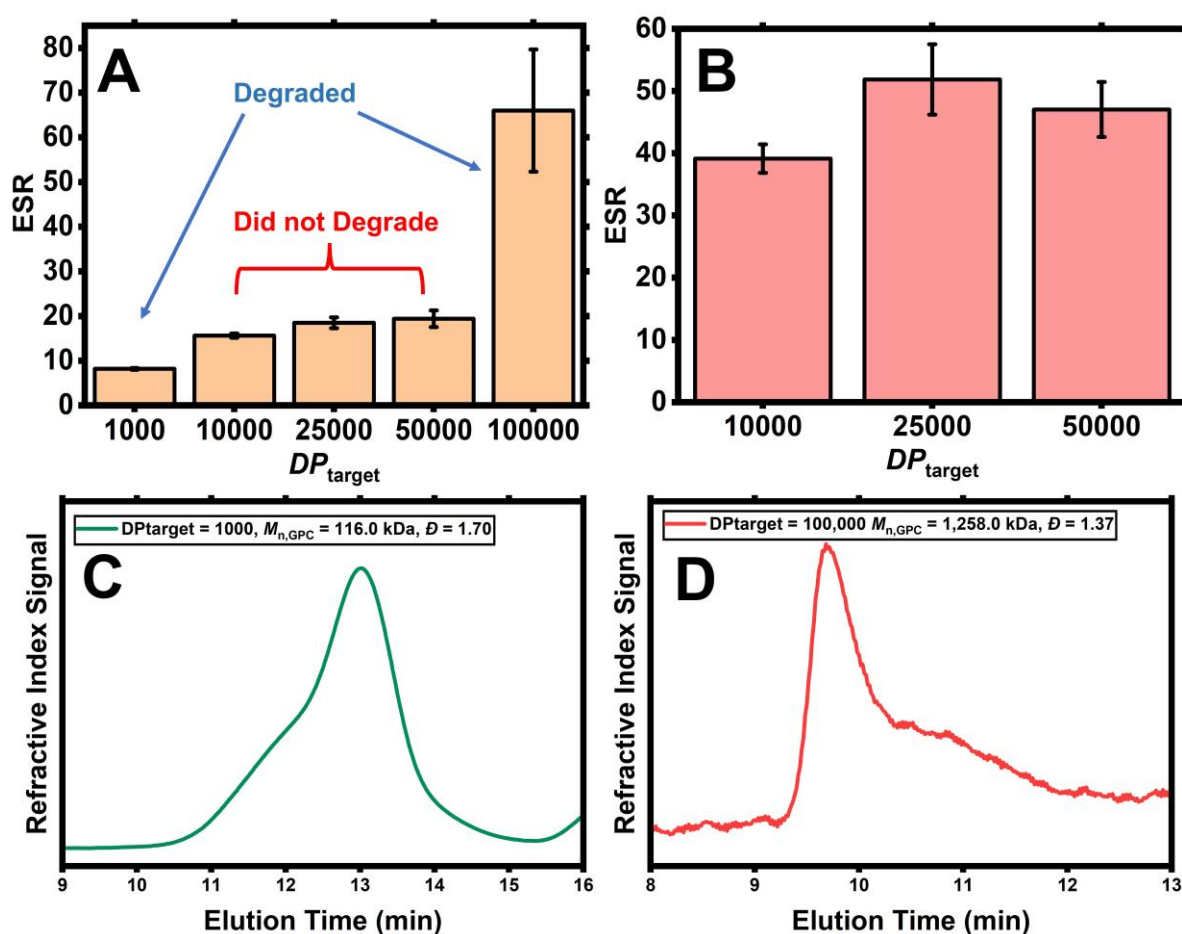 A
Degraded
Did not Degrade
ESR
80
70
60
50
40
30
20
10
0
1000 10000 25000 50000 100000
DPtarget
B
ESR
60
50
40
30
20
10
0
10000 25000 50000
DPtarget
C
DPtarget = 1000, Mn,GPC = 116.0 kDa, Đ = 1.70
Refractive Index Signal
9 10 11 12 13 14 15 16
Elution Time (min)
D
DPtarget = 100,000 Mn,GPC = 1,258.0 kDa, Đ = 1.37
Refractive Index Signal
8 9 10 11 12 13
Elution Time (min)